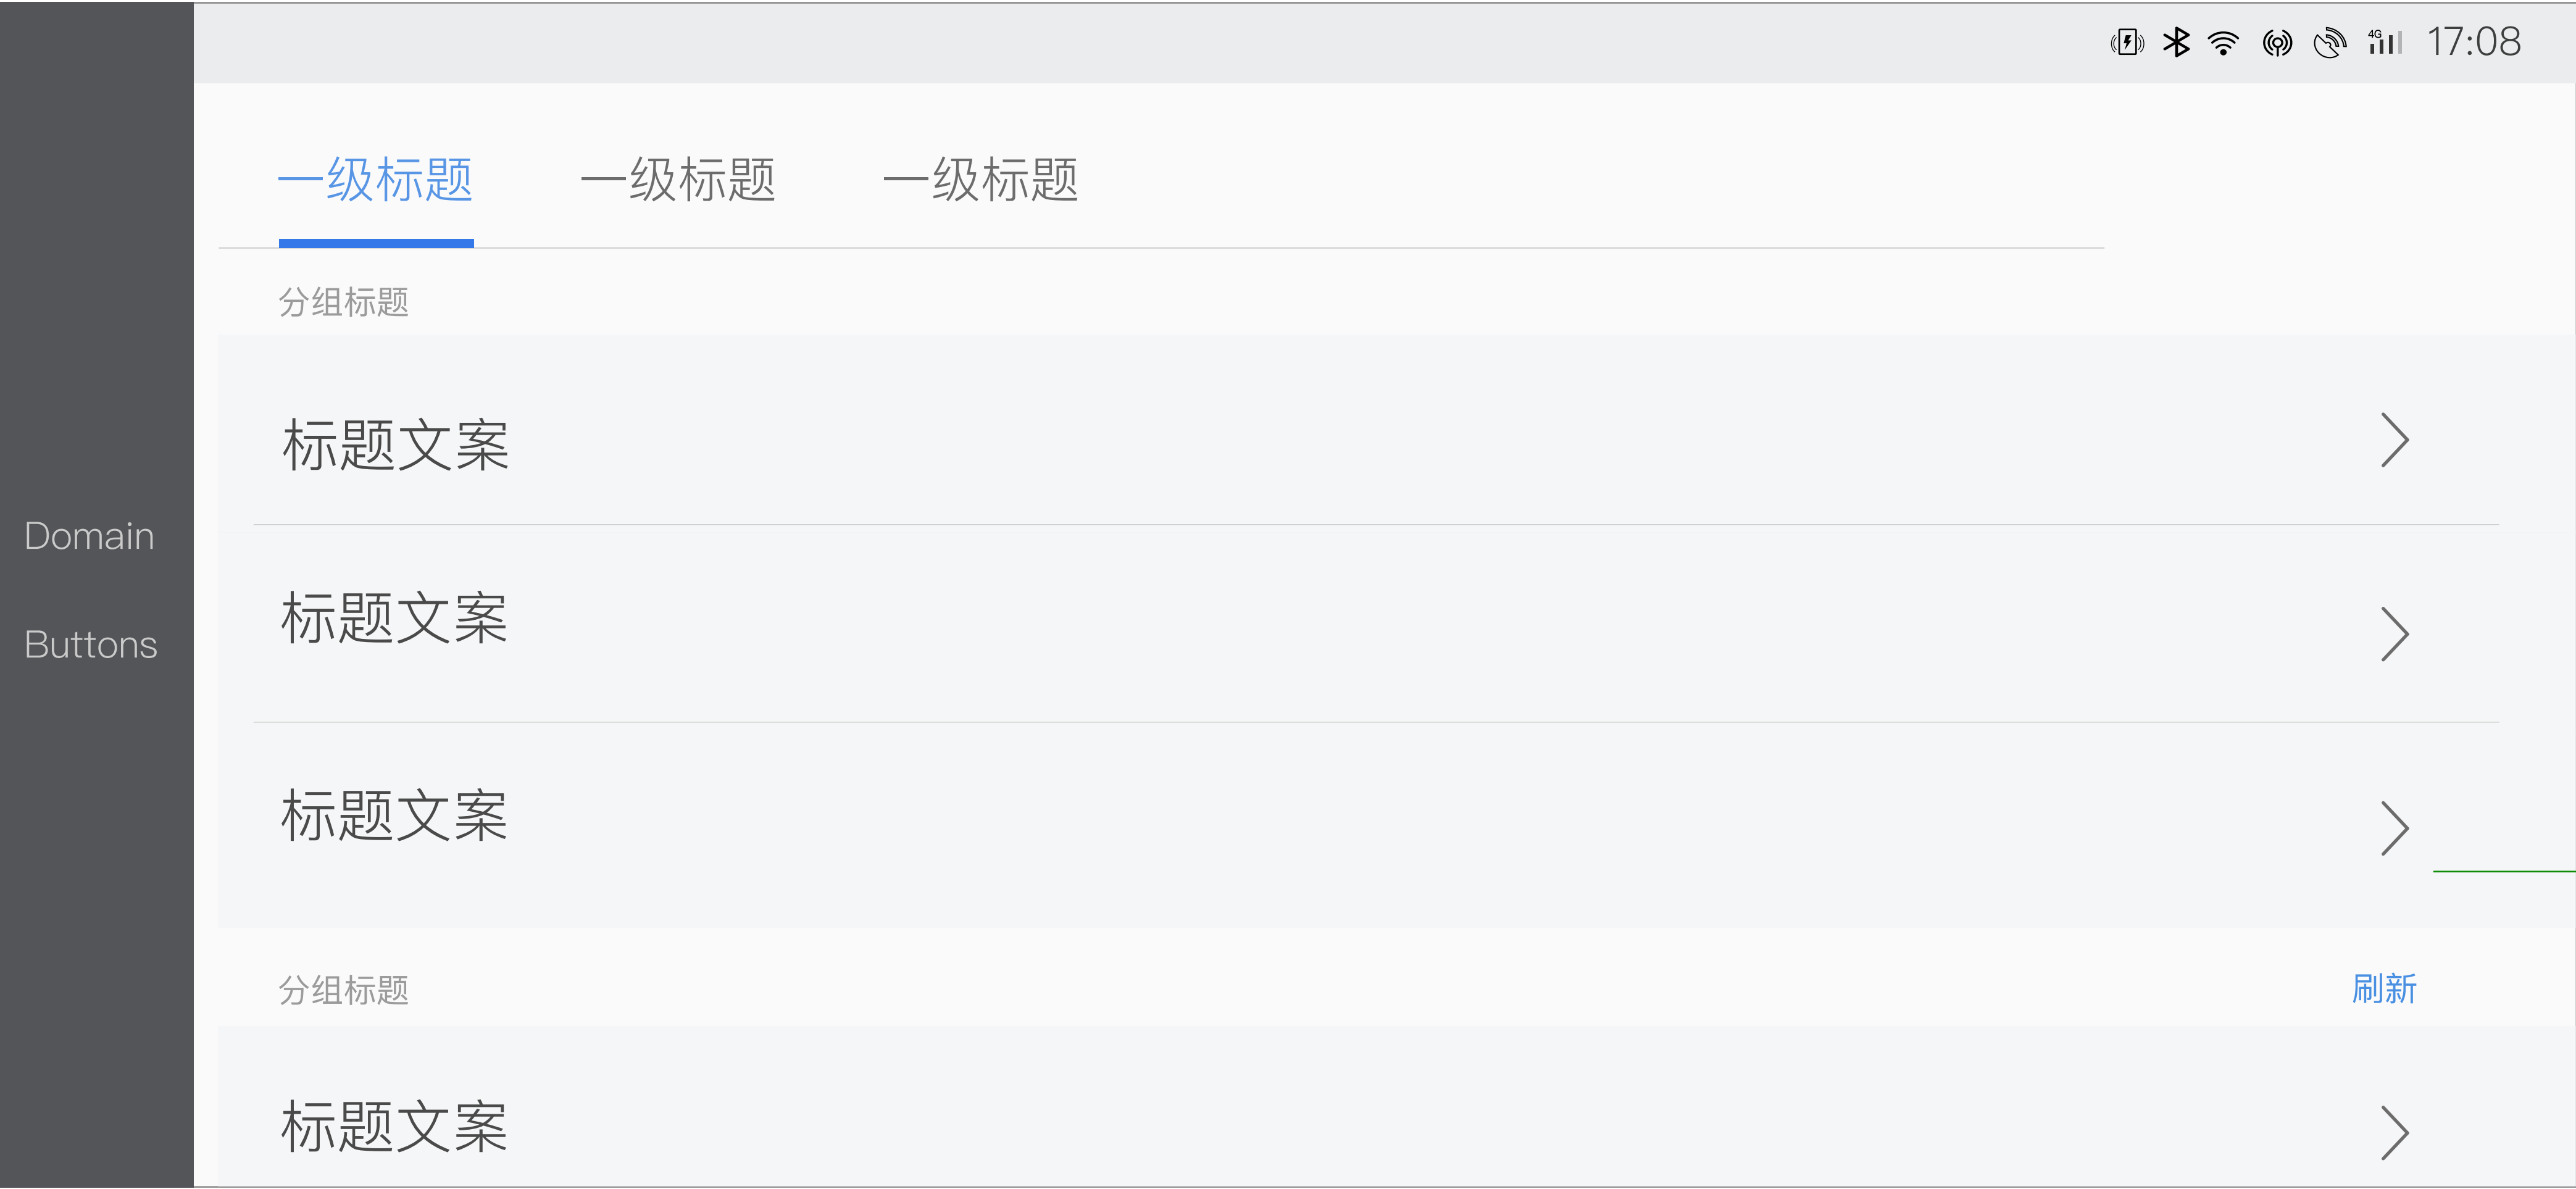 4G 17:08
一级标题 一级标题 一级标题
分组标题
标题文案
Domain
标题文案
Buttons
标题文案
分组标题 刷新
标题文案